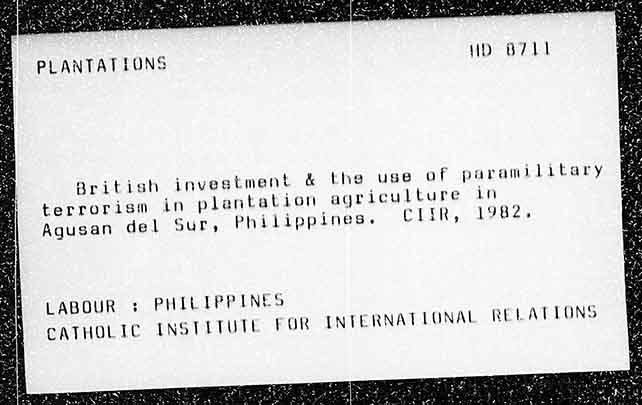 PLANTATIONS
HD 8711
British investment & the use of paramilitary
terrorism in plantation agriculture in
Agusan del Sur, Philippines. CIIR, 1982.
LABOUR : PHILIPPINES
CATHOLIC INSTITUTE FOR INTERNATIONAL RELATIONS